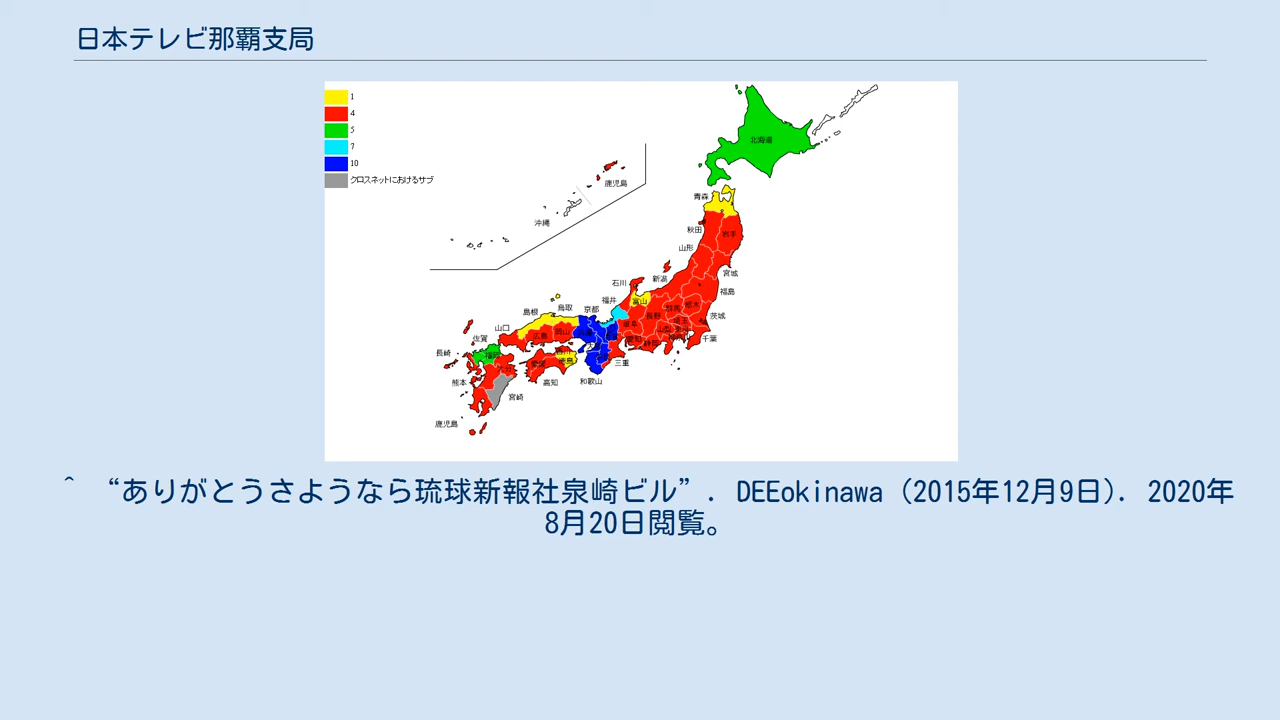 日本テレビ那覇支局
1
4
5
7
10
クロスネットにおけるサブ
北海道
青森
秋田
岩手
山形
宮城
新潟
福島
石川
富山
福井
群馬
栃木
長野
茨城
埼玉
岐阜
山梨
千葉
愛知
静岡
三重
京都
鳥取
島根
岡山
広島
山口
和歌山
徳島
愛媛
高知
佐賀
福岡
長崎
大分
熊本
宮崎
鹿児島
鹿児島
沖縄
^ “ありがとうさようなら琉球新報社泉崎ビル”. DEEokinawa (2015年12月9日). 2020年
8月20日閲覧。